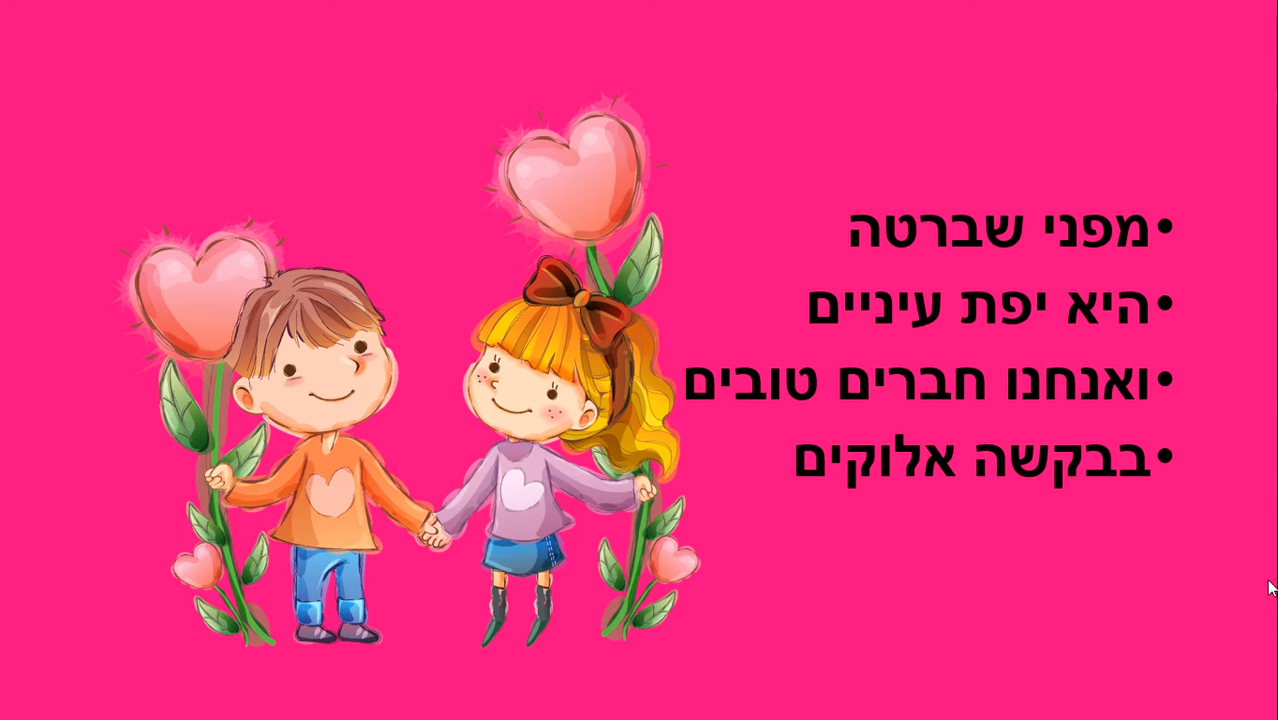 •מפני שברטה
•היא יפת עיניים
•ואנחנו חברים טובים
•בבקשה אלוקים